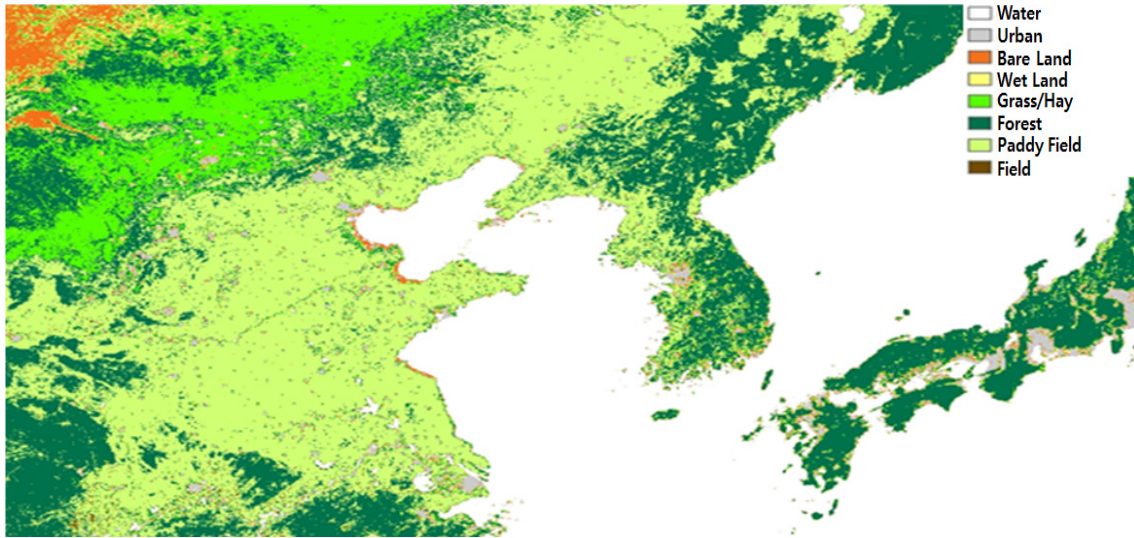 Water
Urban
Bare Land
Wet Land
Grass/Hay
Forest
Paddy Field
Field